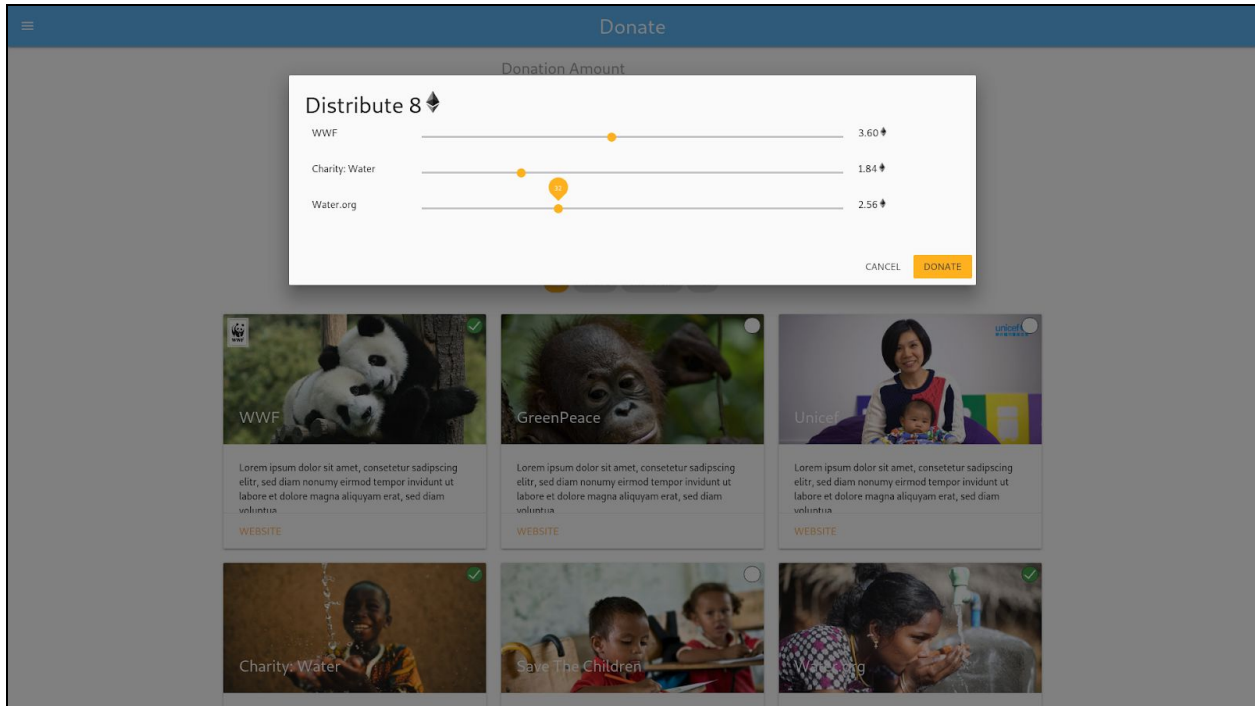 Donate
Donation Amount
Distribute 8
WWF 3.60
Charity: Water 1.84
32
Water.org 2.56
CANCEL DONATE
WWF
unicef
WWF
GreenPeace
Unicef
Lorem ipsum dolor sit amet, consetetur sadipscing
elitr, sed diam nonumy eirmod tempor invidunt ut
labore et dolore magna aliquyam erat, sed diam
voluptua.
WEBSITE
Lorem ipsum dolor sit amet, consetetur sadipscing
elitr, sed diam nonumy eirmod tempor invidunt ut
labore et dolore magna aliquyam erat, sed diam
voluptua.
WEBSITE
Lorem ipsum dolor sit amet, consetetur sadipscing
elitr, sed diam nonumy eirmod tempor invidunt ut
labore et dolore magna aliquyam erat, sed diam
voluptua.
WEBSITE
Charity: Water
Save The Children
Water.org